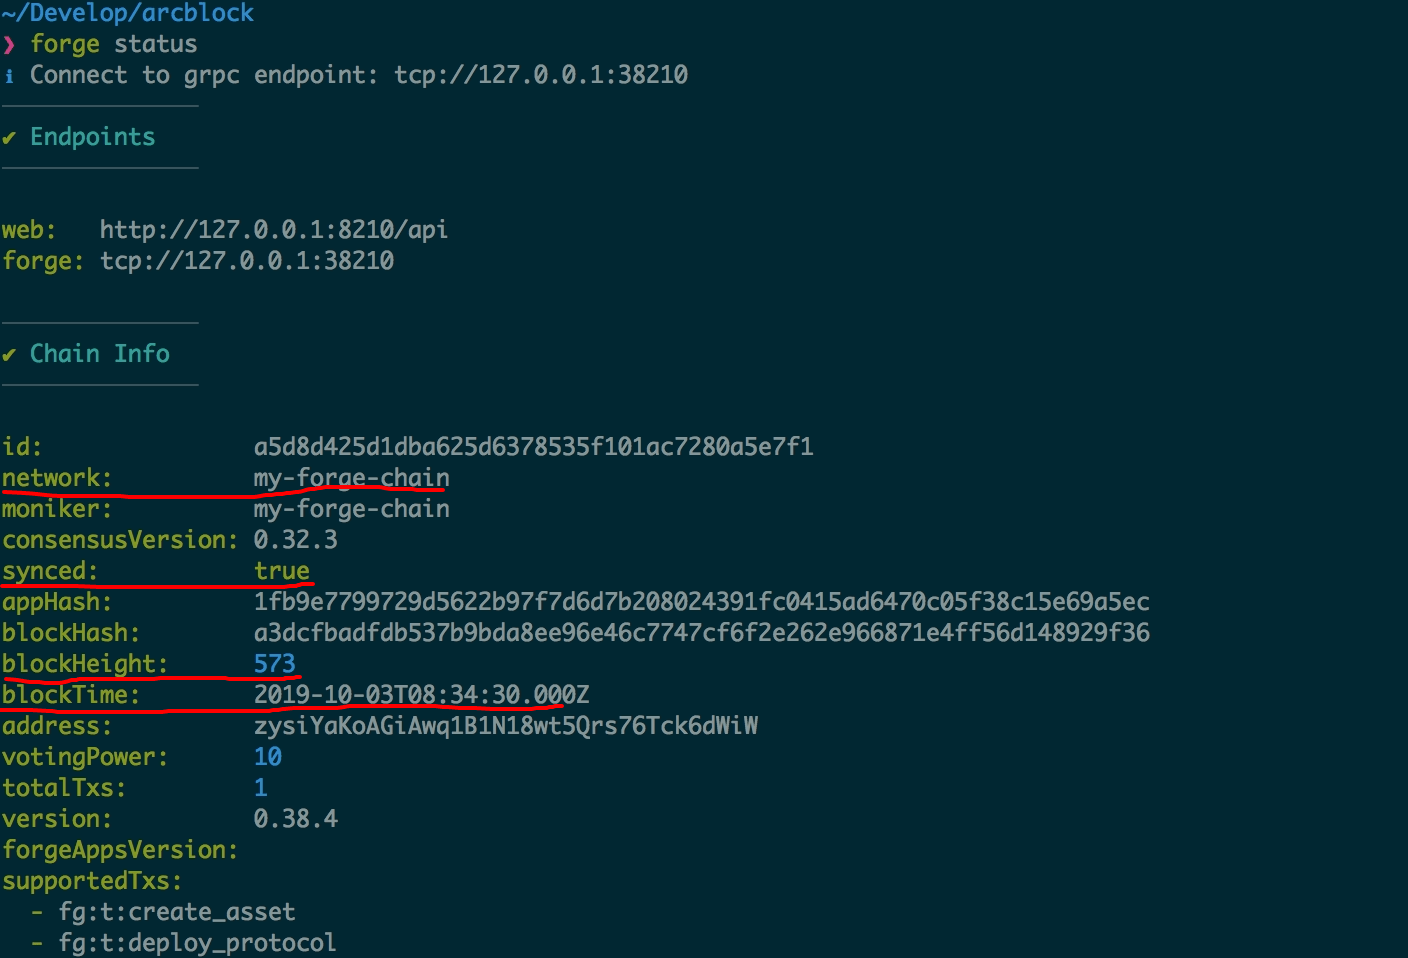 ~/Develop/arcblock
❯ forge status
ℹ Connect to grpc endpoint: tcp://127.0.0.1:38210
✔ Endpoints
web: http://127.0.0.1:8210/api
forge: tcp://127.0.0.1:38210
✔ Chain Info
id: a5d8d425d1dba625d6378535f101ac7280a5e7f1
network: my-forge-chain
moniker: my-forge-chain
consensusVersion: 0.32.3
synced: true
appHash: 1fb9e7799729d5622b97f7d6d7b208024391fc0415ad6470c05f38c15e69a5ec
blockHash: a3dcfbadfdb537b9bda8ee96e46c7747cf6f2e262e966871e4ff56d148929f36
blockHeight: 573
blockTime: 2019-10-03T08:34:30.000Z
address: zysiYaKoAGiAwq1B1N18wt5Qrs76Tck6dWiW
votingPower: 10
totalTxs: 1
version: 0.38.4
forgeAppsVersion:
supportedTxs:
- fg:t:create_asset
- fg:t:deploy_protocol